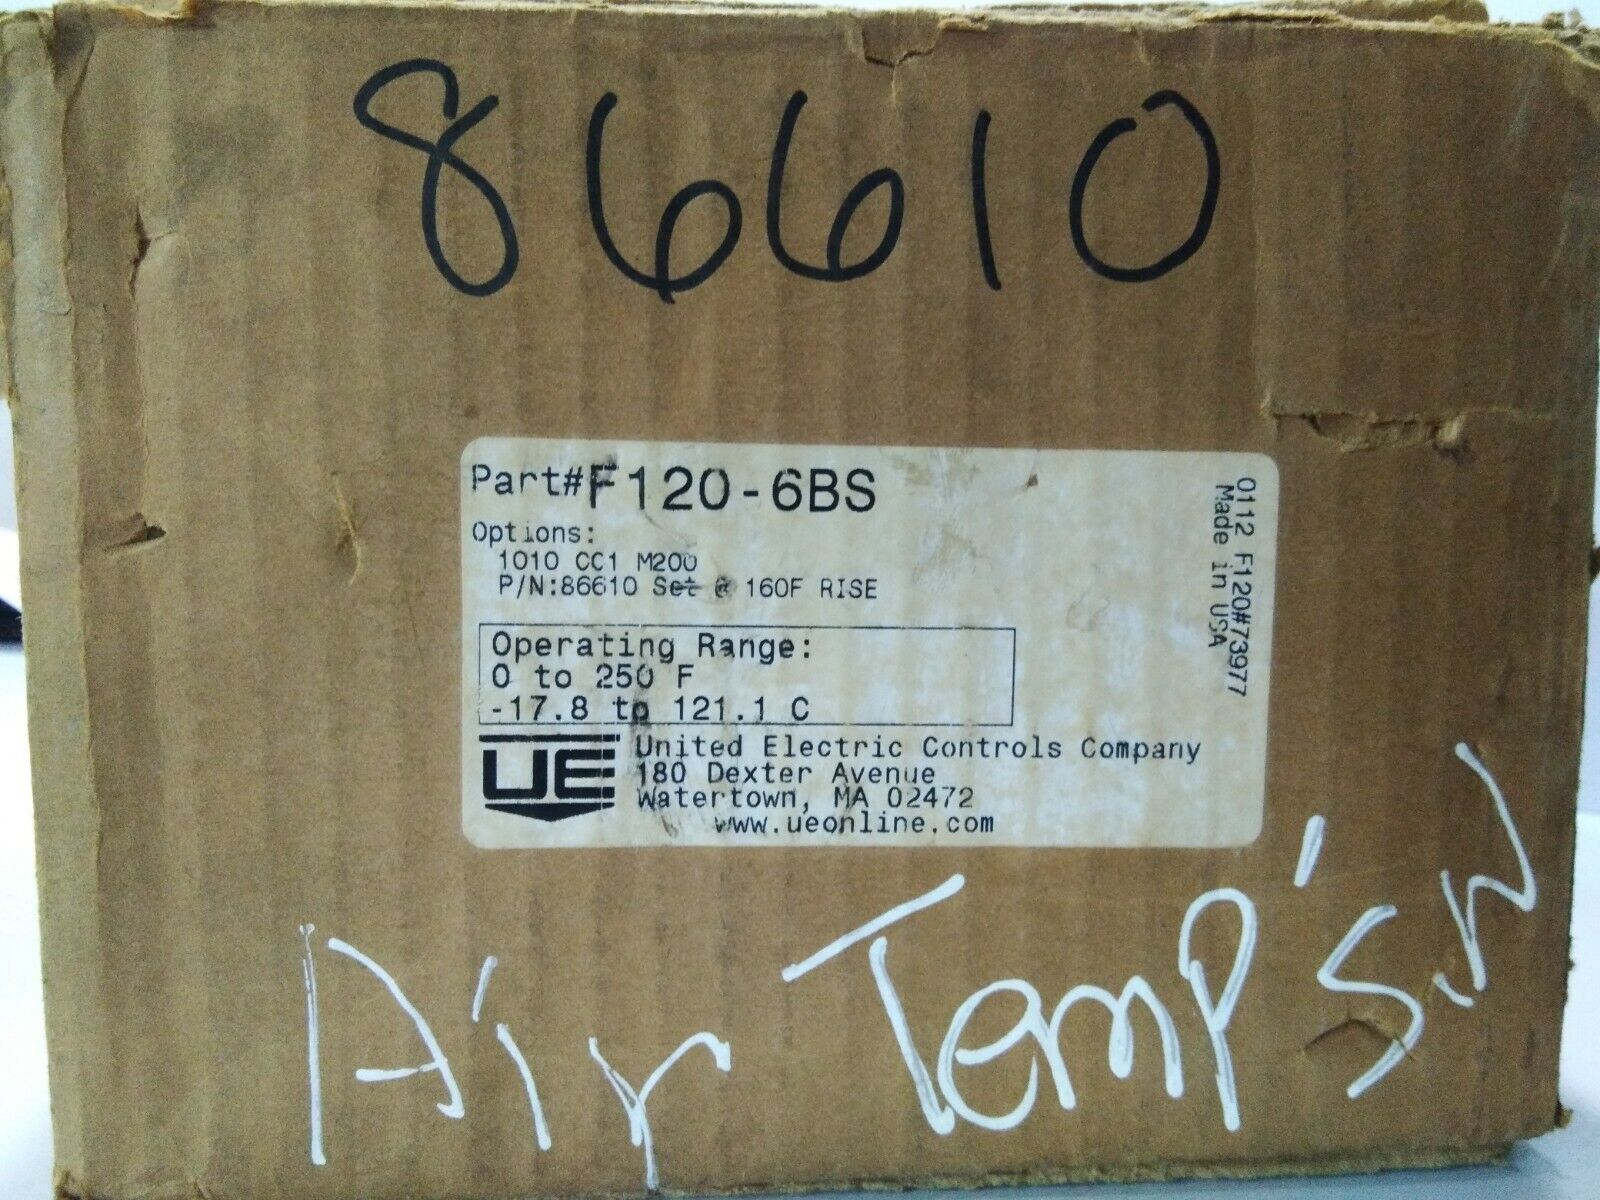 86610
Part#F120-6BS
Options:
1010 CC1 M200
P/N:86610 Set @ 160F RISE
Operating Range:
0 to 250 F
-17.8 to 121.1 C
UE
United Electric Controls Company
180 Dexter Avenue
Watertown, MA 02472
www.ueonline.com
0112 F120#73977
Made in USA
Air Temp'SW